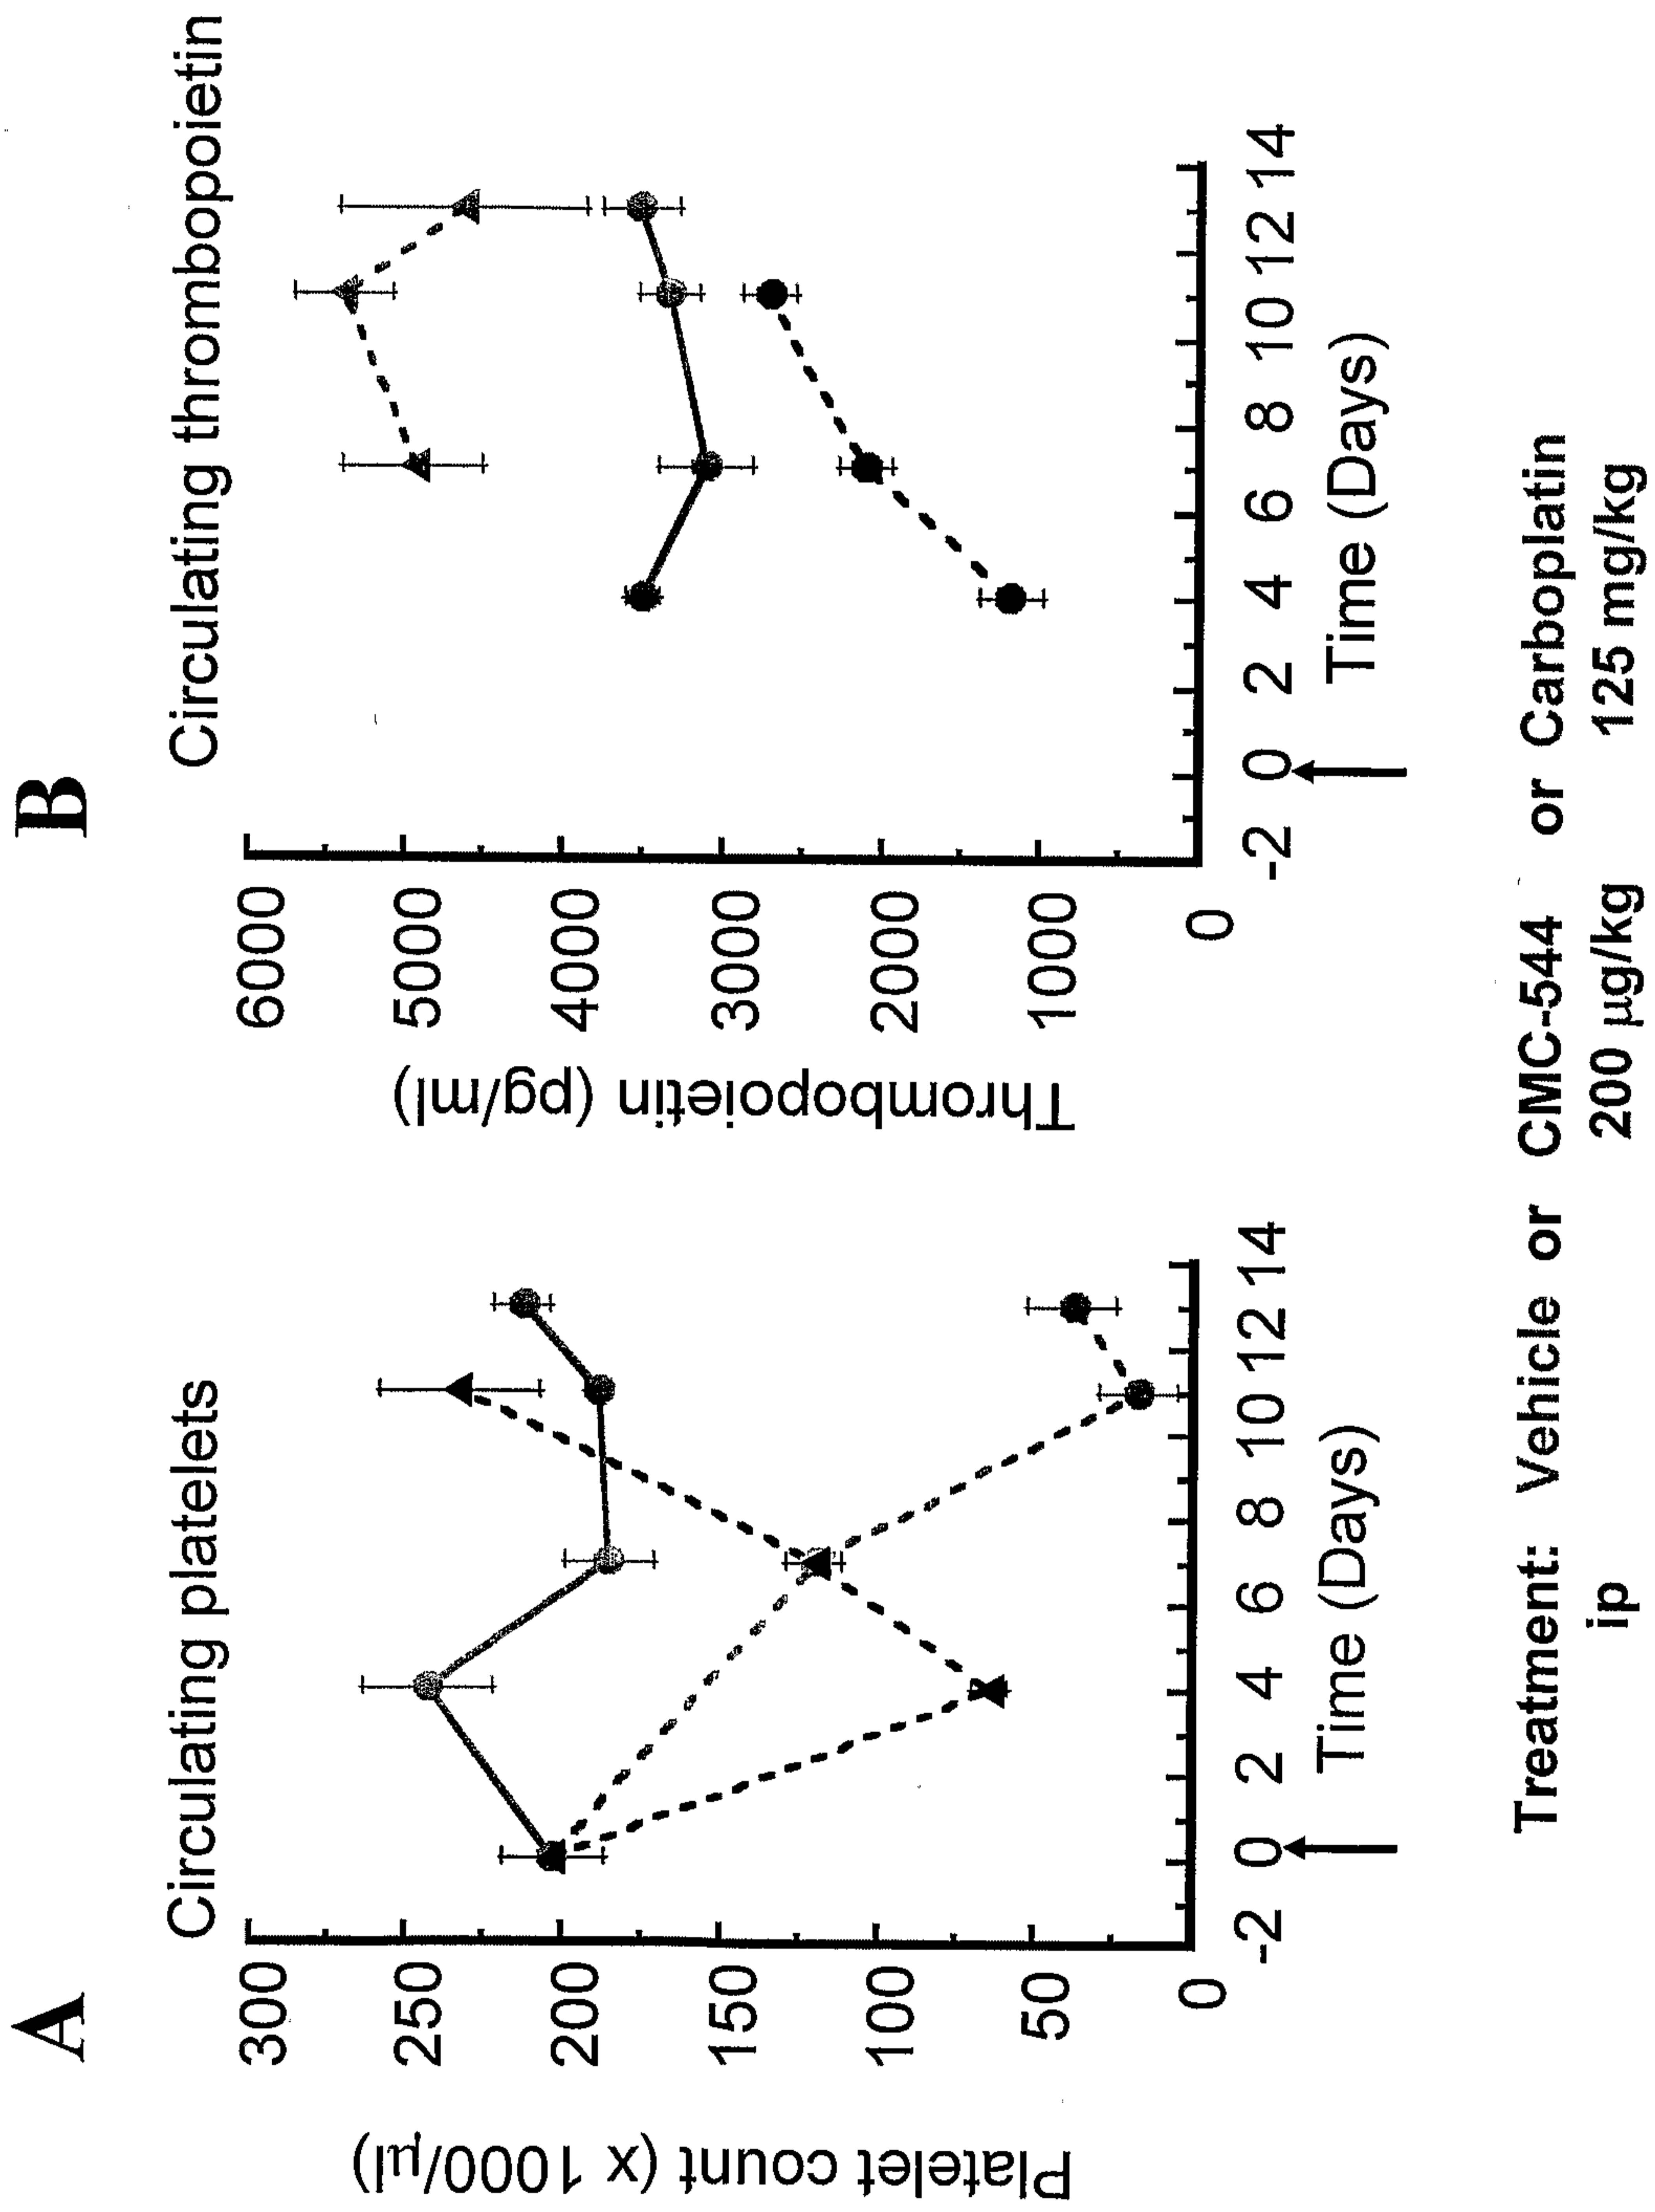 A
Circulating platelets
Platelet count (x 1000/µl)
300
250
200
150
100
50
0
-2 0 2 4 6 8 10 12 14
Time (Days)
B
Circulating thrombopoietin
Thrombopoietin (pg/ml)
6000
5000
4000
3000
2000
1000
0
-2 0 2 4 6 8 10 12 14
Time (Days)
Treatment: Vehicle or CMC-544 or Carboplatin
ip 200 µg/kg 125 mg/kg